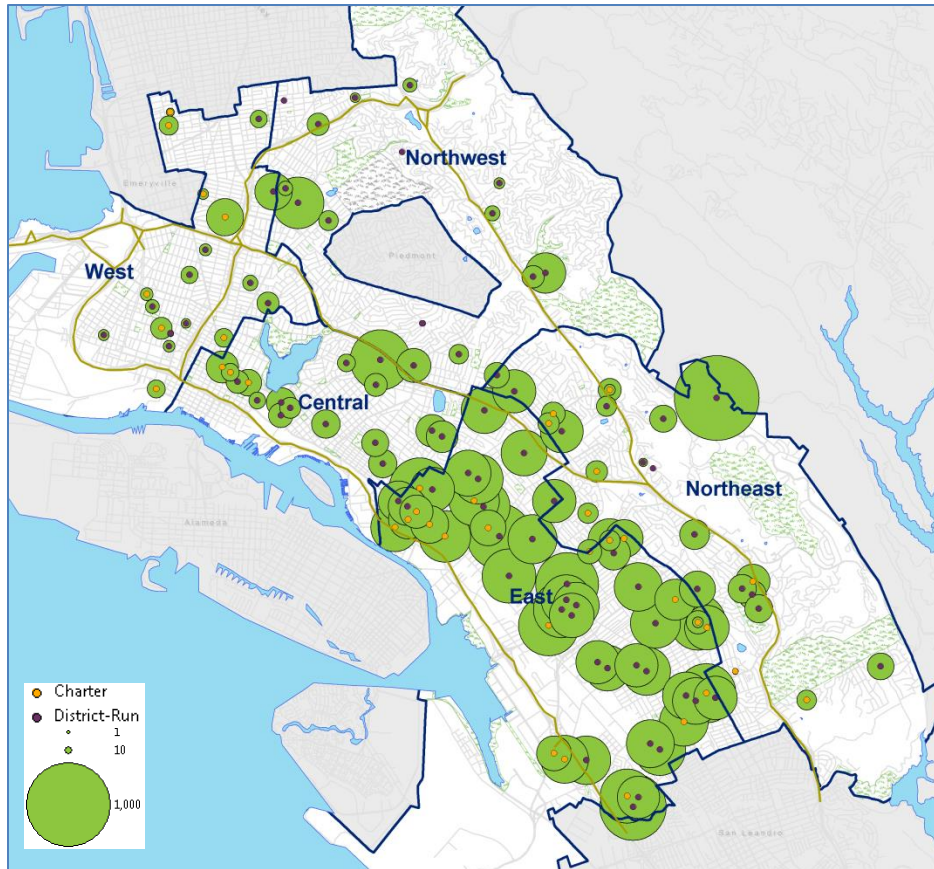 Northwest
Emeryville
Piedmont
West
Central
Northeast
Alameda
East
San Leandro
Charter
District-Run
1
10
1,000